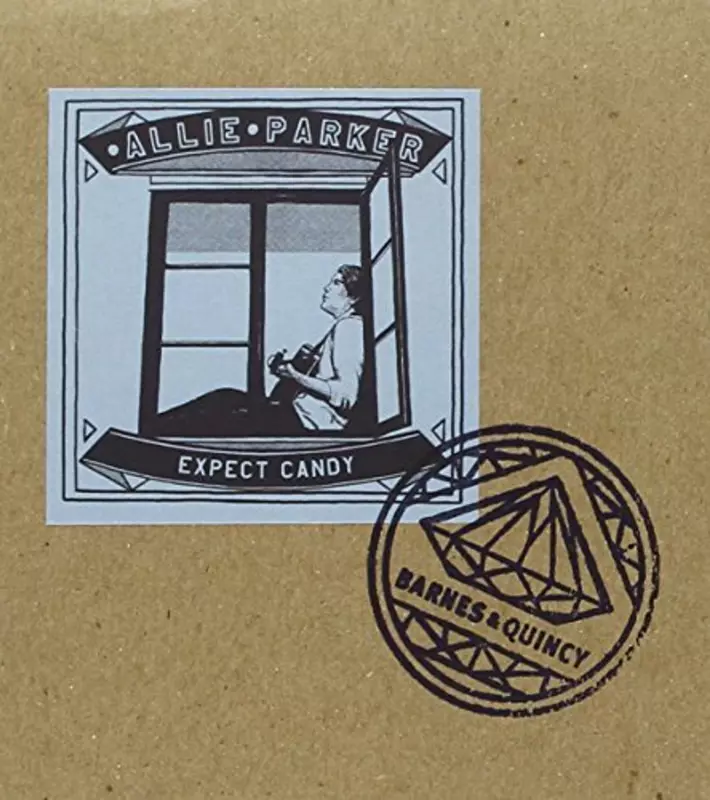 •ALLIE•PARKER
EXPECT CANDY
BARNES & QUINCY